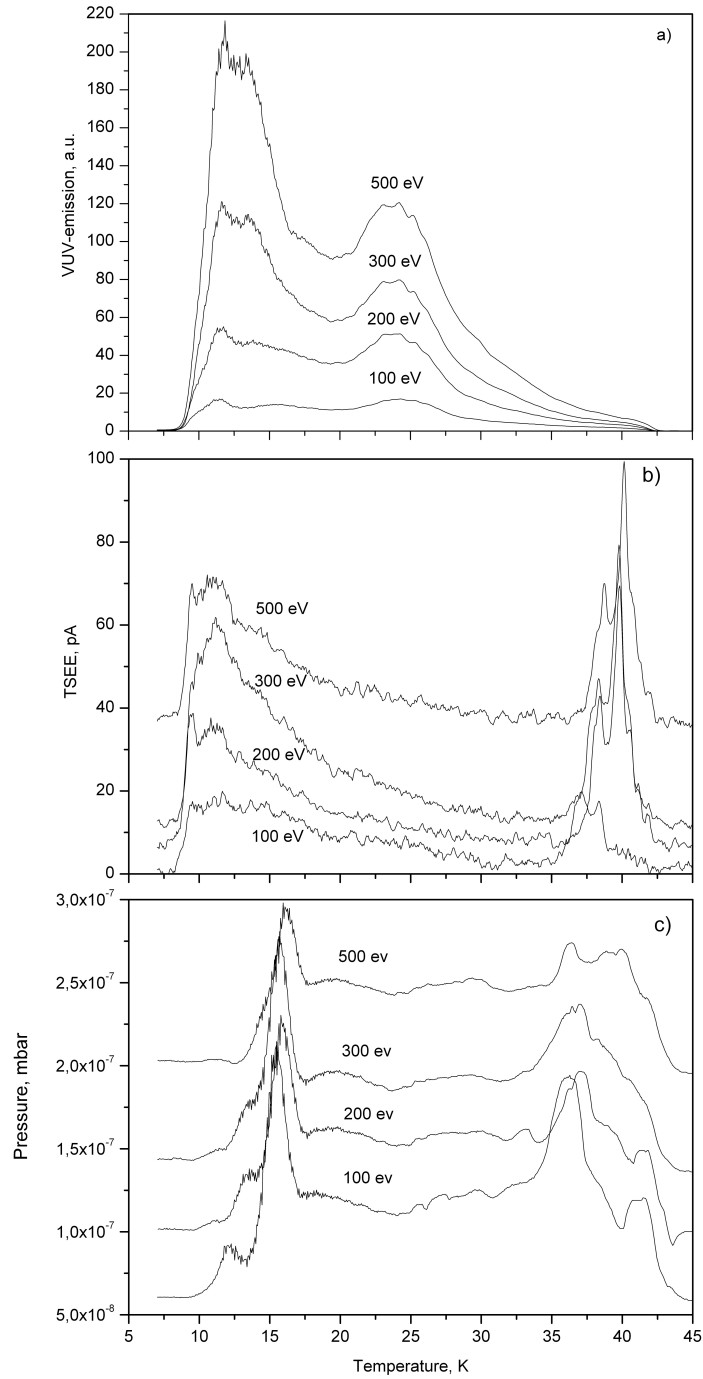 a)
220
200
180
160
140
120
100
80
60
40
20
0
VUV-emission, a.u.
500 eV
300 eV
200 eV
100 eV
b)
100
80
60
40
20
0
TSEE, pA
500 eV
300 eV
200 eV
100 eV
c)
3,0x10⁻⁷
2,5x10⁻⁷
2,0x10⁻⁷
1,5x10⁻⁷
1,0x10⁻⁷
5,0x10⁻⁸
Pressure, mbar
500 ev
300 ev
200 ev
100 ev
5 10 15 20 25 30 35 40 45
Temperature, K